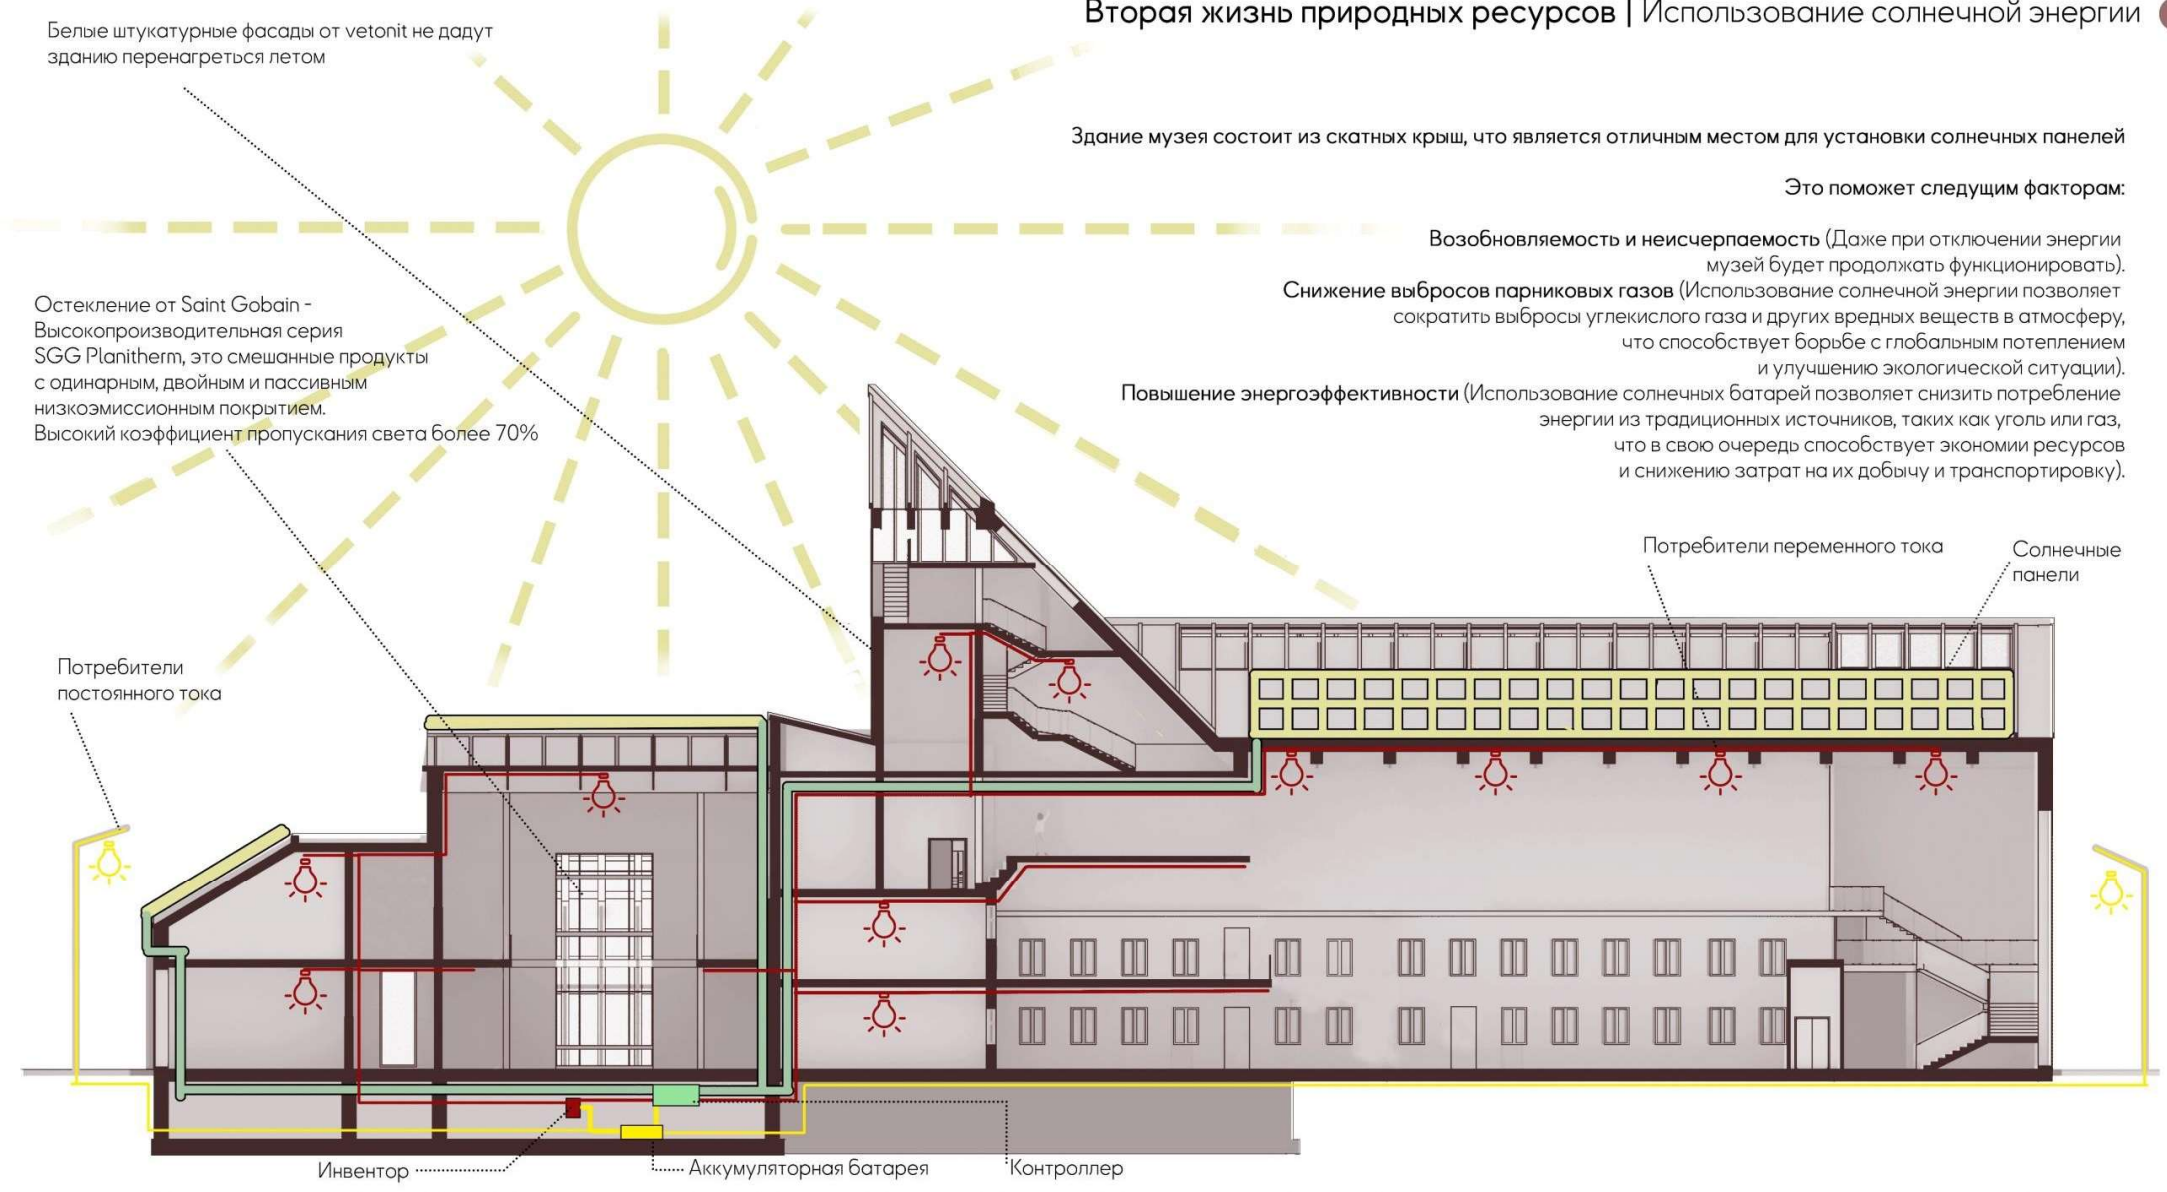 Вторая жизнь природных ресурсов | Использование солнечной энергии
Белые штукатурные фасады от vetonit не дадут
зданию перенагреться летом
Здание музея состоит из скатных крыш, что является отличным местом для установки солнечных панелей
Это поможет следущим факторам:
Возобновляемость и неисчерпаемость (Даже при отключении энергии
музей будет продолжать функционировать).
Снижение выбросов парниковых газов (Использование солнечной энергии позволяет
сократить выбросы углекислого газа и других вредных веществ в атмосферу,
что способствует борьбе с глобальным потеплением
и улучшению экологической ситуации).
Повышение энергоэффективности (Использование солнечных батарей позволяет снизить потребление
энергии из традиционных источников, таких как уголь или газ,
что в свою очередь способствует экономии ресурсов
и снижению затрат на их добычу и транспортировку).
Остекление от Saint Gobain -
Высокопроизводительная серия
SGG Planitherm, это смешанные продукты
с одинарным, двойным и пассивным
низкоэмиссионным покрытием.
Высокий коэффициент пропускания света более 70%
Потребители переменного тока
Солнечные
панели
Потребители
постоянного тока
Инвентор
Аккумуляторная батарея
Контроллер